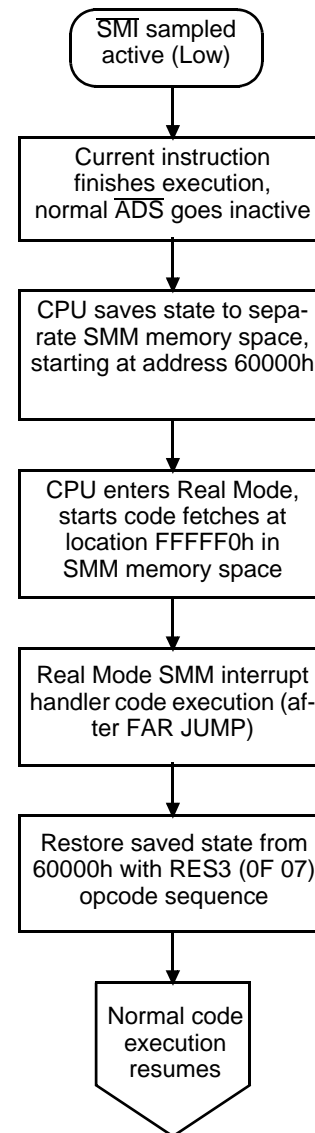 S̅M̅I̅ sampled
active (Low)
Current instruction
finishes execution,
normal A̅D̅S̅ goes inactive
CPU saves state to sepa-
rate SMM memory space,
starting at address 60000h
CPU enters Real Mode,
starts code fetches at
location FFFFF0h in
SMM memory space
Real Mode SMM interrupt
handler code execution (af-
ter FAR JUMP)
Restore saved state from
60000h with RES3 (0F 07)
opcode sequence
Normal code
execution
resumes